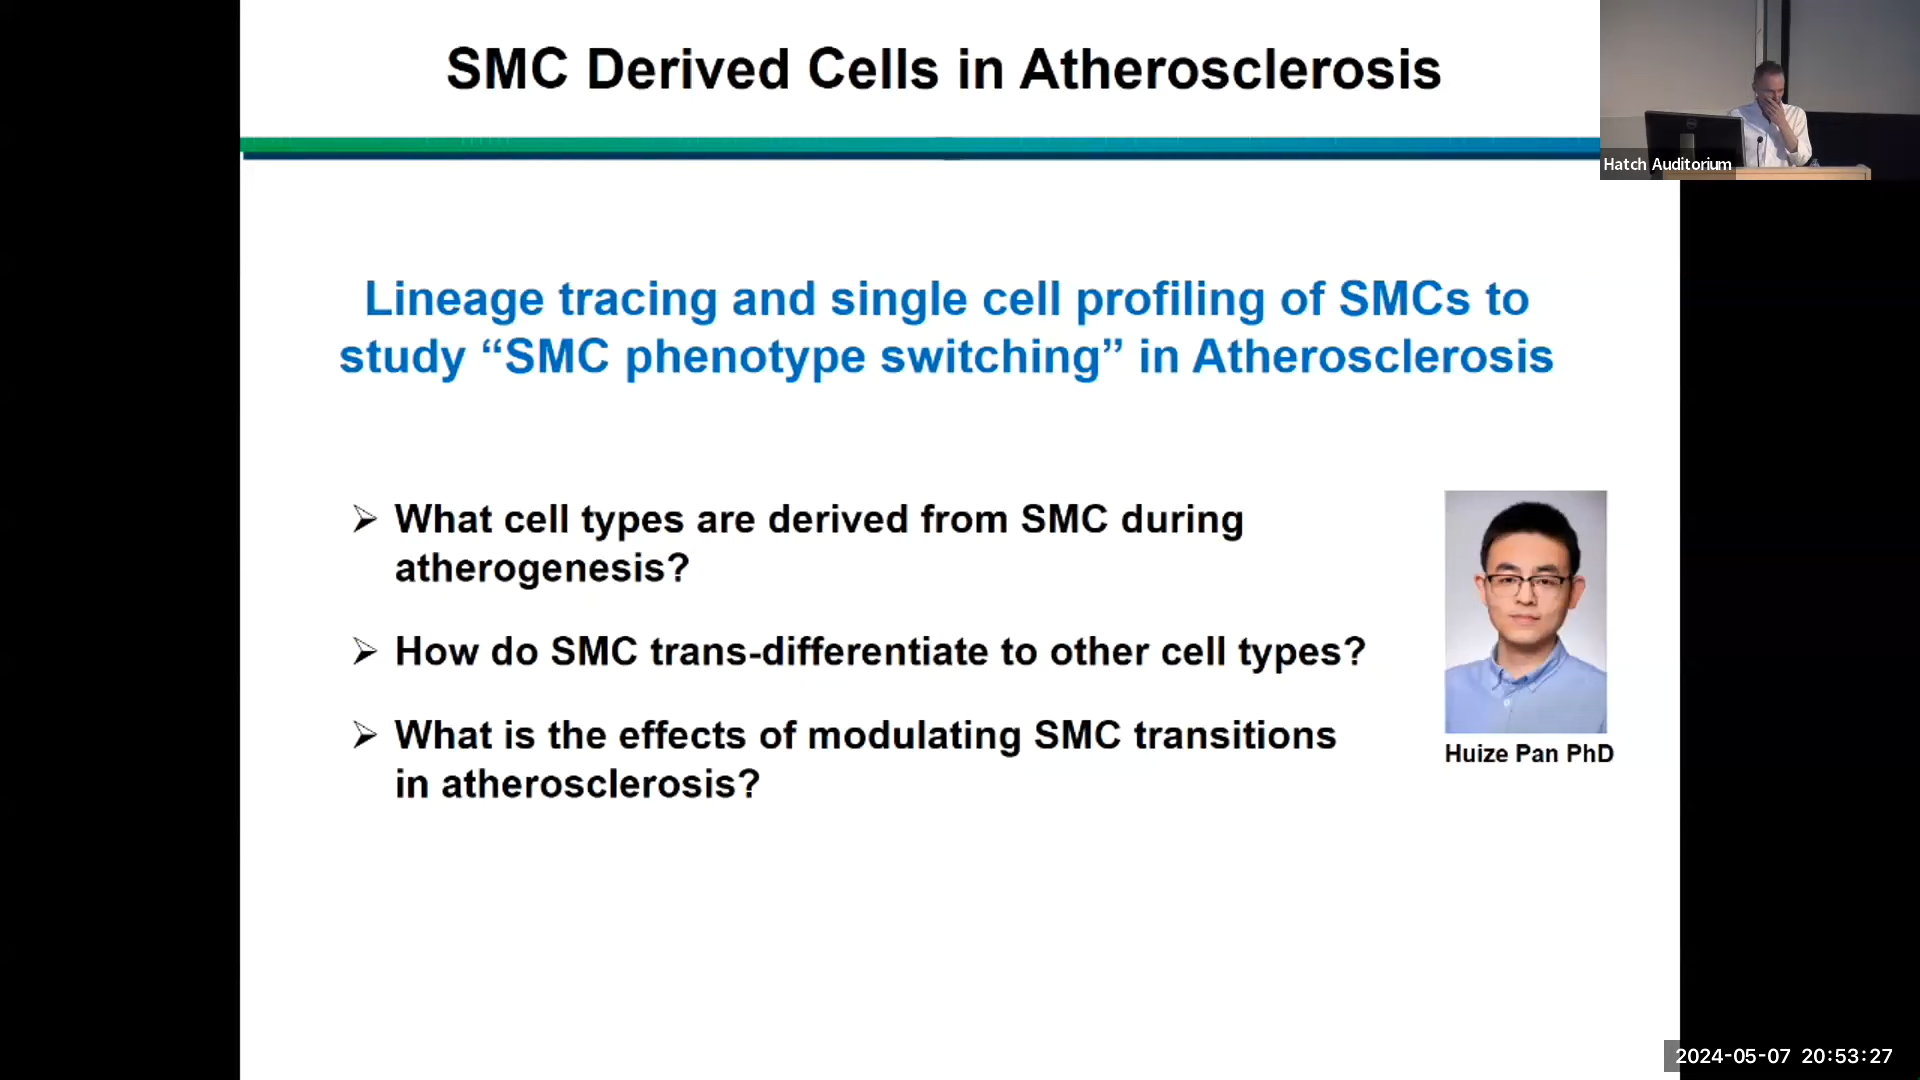 SMC Derived Cells in Atherosclerosis
Hatch Auditorium
Lineage tracing and single cell profiling of SMCs to
study “SMC phenotype switching” in Atherosclerosis
➢ What cell types are derived from SMC during
atherogenesis?
➢ How do SMC trans-differentiate to other cell types?
➢ What is the effects of modulating SMC transitions
in atherosclerosis?
Huize Pan PhD
2024-05-07 20:53:27